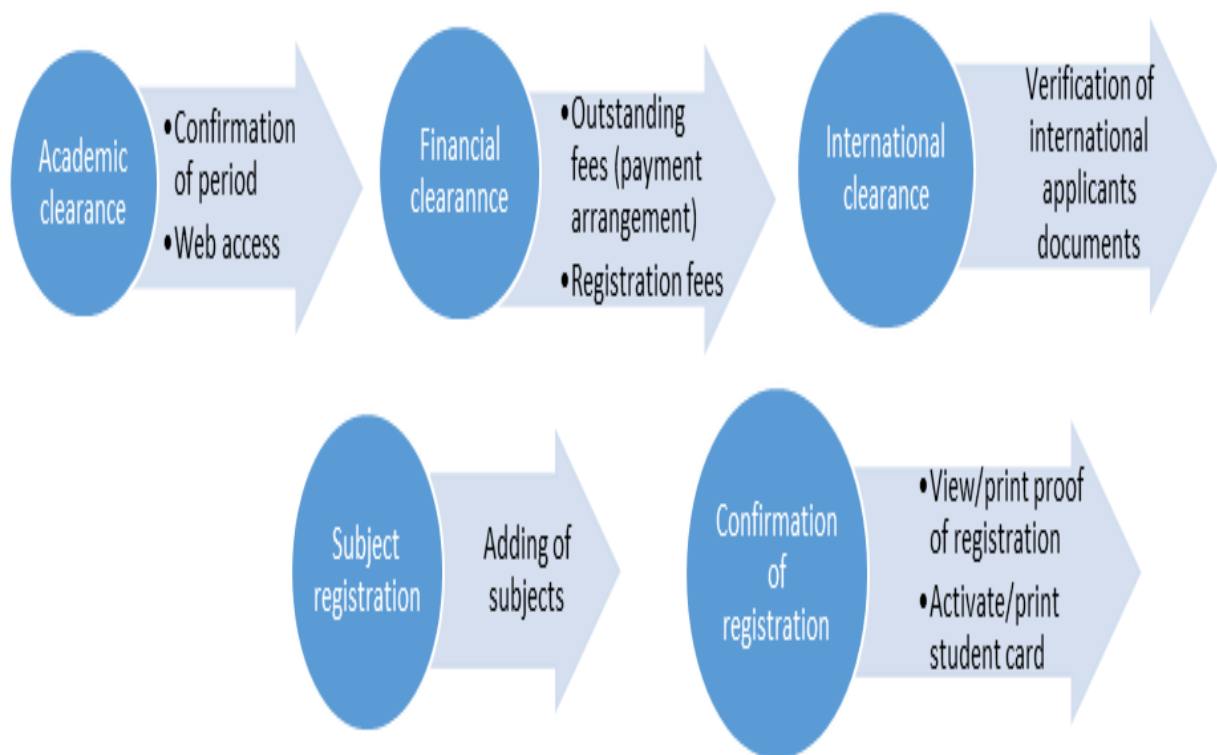 Academic
clearance
•Confirmation
of period
•Web access
Financial
clearannce
•Outstanding
fees (payment
arrangement)
•Registration fees
International
clearance
Verification of
international
applicants
documents
Subject
registration
Adding of
subjects
Confirmation
of
registration
•View/print proof
of registration
•Activate/print
student card